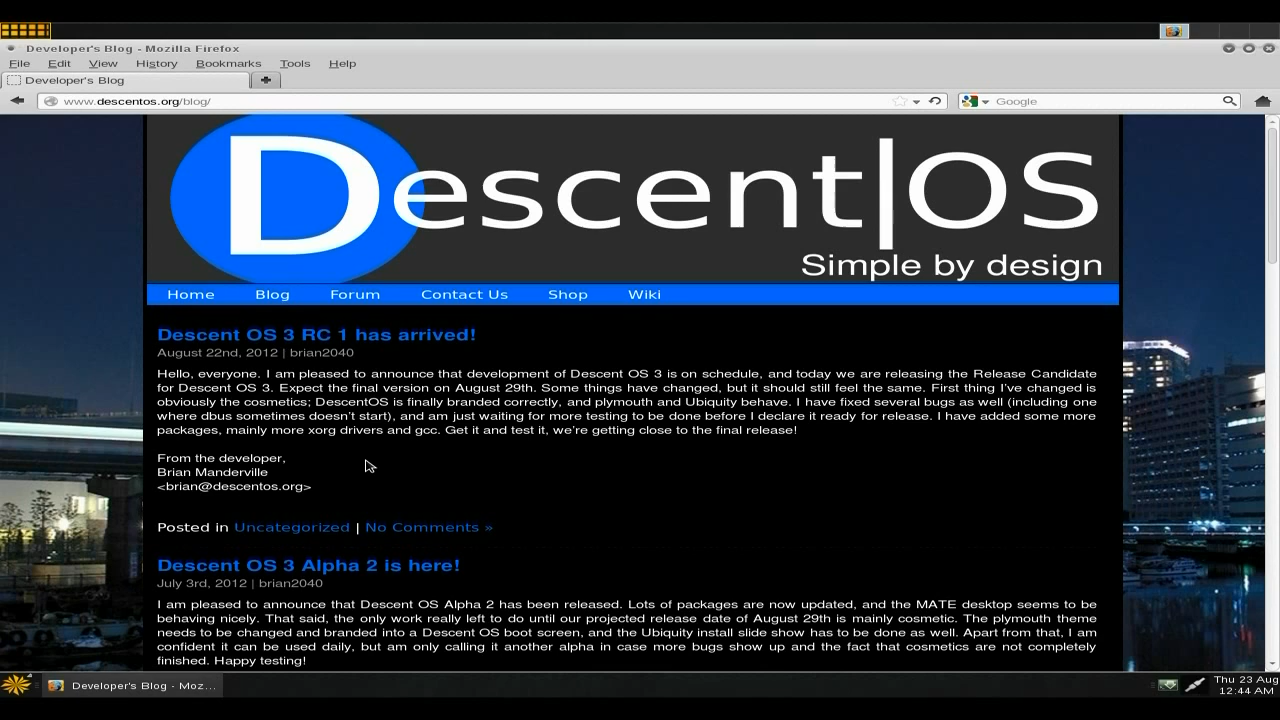 Developer's Blog - Mozilla Firefox
File Edit View History Bookmarks Tools Help
Developer's Blog
www.descentos.org/blog/
Google
Descent|OS
Simple by design
Home Blog Forum Contact Us Shop Wiki
Descent OS 3 RC 1 has arrived!
August 22nd, 2012 | brian2040
Hello, everyone. I am pleased to announce that development of Descent OS 3 is on schedule, and today we are releasing the Release Candidate
for Descent OS 3. Expect the final version on August 29th. Some things have changed, but it should still feel the same. First thing I've changed is
obviously the cosmetics; DescentOS is finally branded correctly, and plymouth and Ubiquity behave. I have fixed several bugs as well (including one
where dbus sometimes doesn't start), and am just waiting for more testing to be done before I declare it ready for release. I have added some more
packages, mainly more xorg drivers and gcc. Get it and test it, we're getting close to the final release!
From the developer,
Brian Manderville
<brian@descentos.org>
Posted in Uncategorized | No Comments »
Descent OS 3 Alpha 2 is here!
July 3rd, 2012 | brian2040
I am pleased to announce that Descent OS Alpha 2 has been released. Lots of packages are now updated, and the MATE desktop seems to be
behaving nicely. That said, the only work really left to do until our projected release date of August 29th is mainly cosmetic. The plymouth theme
needs to be changed and branded into a Descent OS boot screen, and the Ubiquity install slide show has to be done as well. Apart from that, I am
confident it can be used daily, but am only calling it another alpha in case more bugs show up and the fact that cosmetics are not completely
finished. Happy testing!
Developer's Blog - Moz...
Thu 23 Aug
12:44 AM